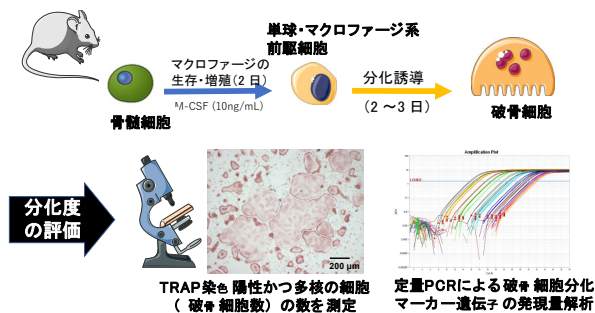 単球・マクロファージ系
前駆細胞
マクロファージの
生存・増殖(2日)
M-CSF (10ng/mL)
分化誘導
(2～3日)
骨髄細胞
破骨細胞
分化度
の評価
200 μm
Amplification Plot
TRAP染色 陽性かつ多核の細胞
( 破骨 細胞数) の数を測定
定量PCRによる 破骨 細胞分化
マーカー遺伝子 の発現量解析